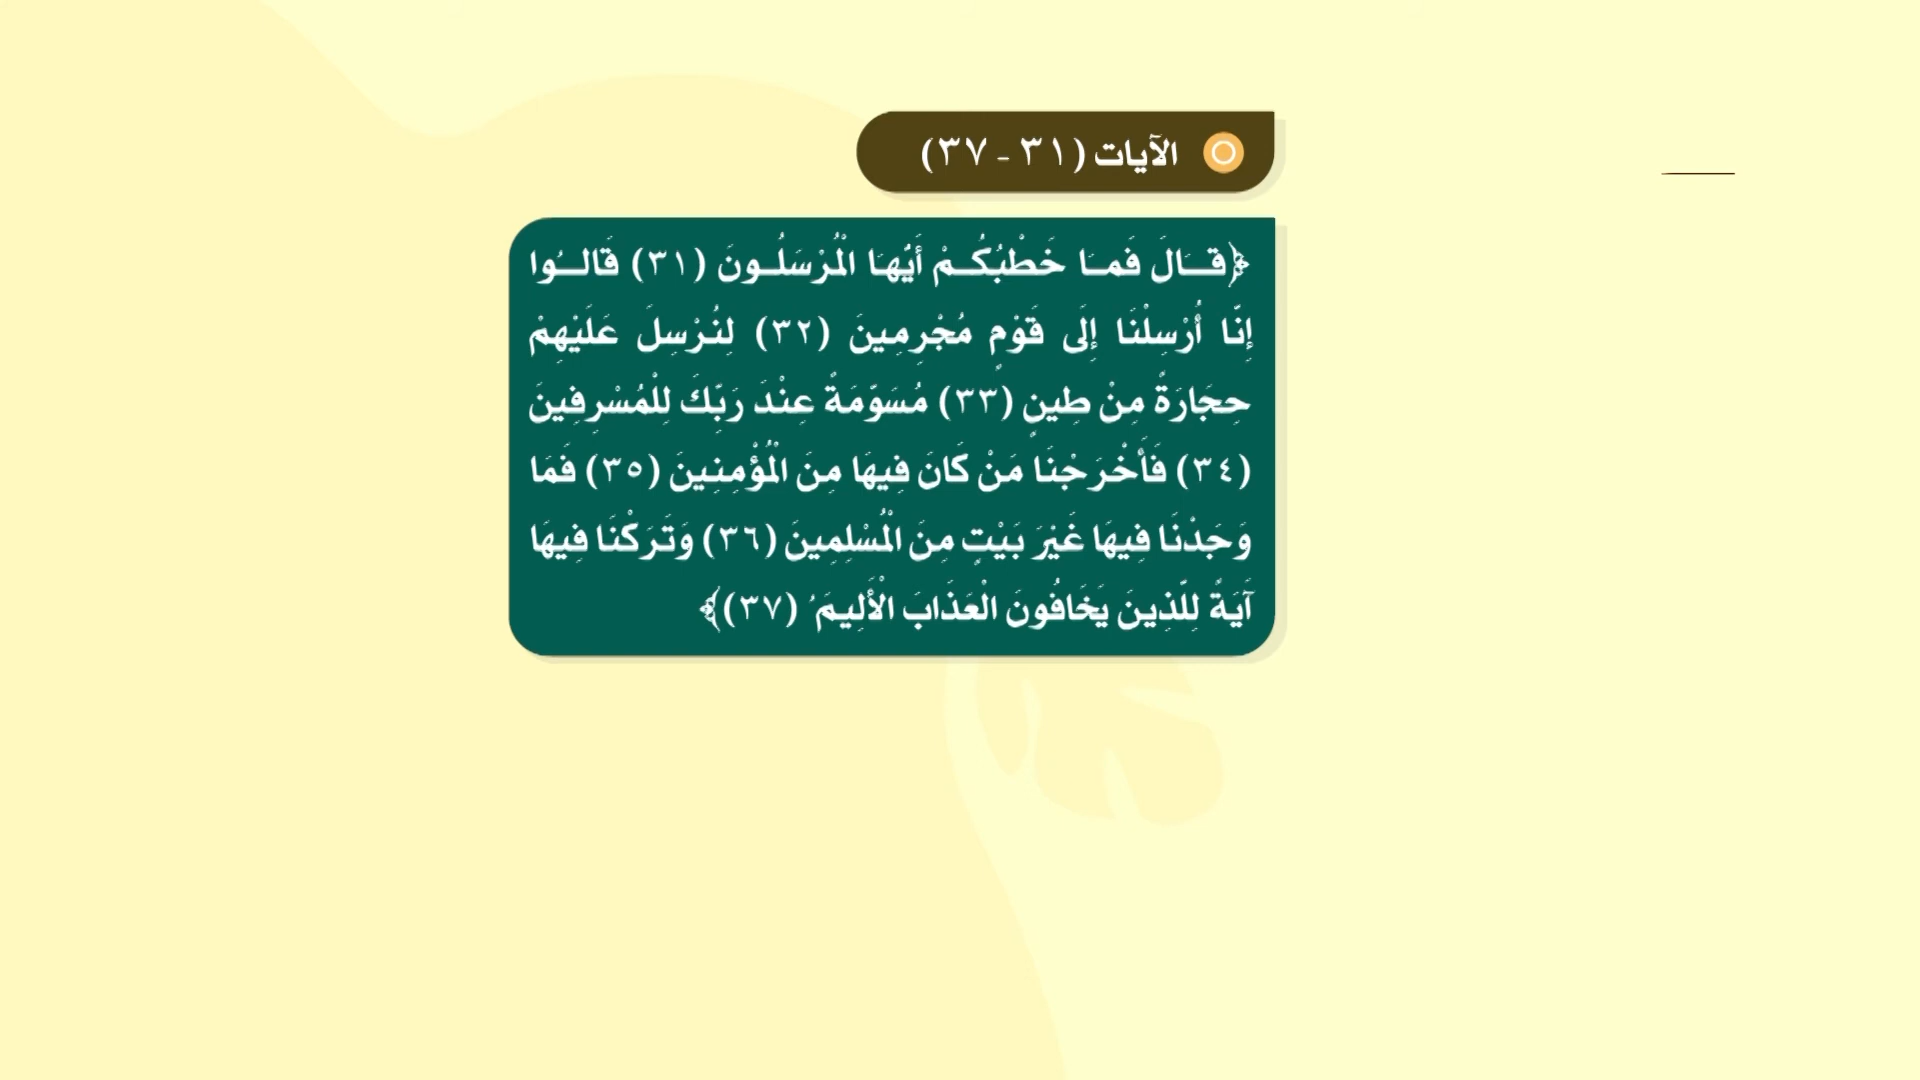 الآيات (٣١ - ٣٧)
﴿قَالَ فَمَا خَطْبُكُمْ أَيُّهَا الْمُرْسَلُونَ (٣١) قَالُوا
إِنَّا أُرْسِلْنَا إِلَى قَوْمٍ مُجْرِمِينَ (٣٢) لِنُرْسِلَ عَلَيْهِمْ
حِجَارَةً مِنْ طِينٍ (٣٣) مُسَوَّمَةً عِنْدَ رَبِّكَ لِلْمُسْرِفِينَ
(٣٤) فَأَخْرَجْنَا مَنْ كَانَ فِيهَا مِنَ الْمُؤْمِنِينَ (٣٥) فَمَا
وَجَدْنَا فِيهَا غَيْرَ بَيْتٍ مِنَ الْمُسْلِمِينَ (٣٦) وَتَرَكْنَا فِيهَا
آيَةً لِلَّذِينَ يَخَافُونَ الْعَذَابَ الْأَلِيمَ (٣٧)﴾